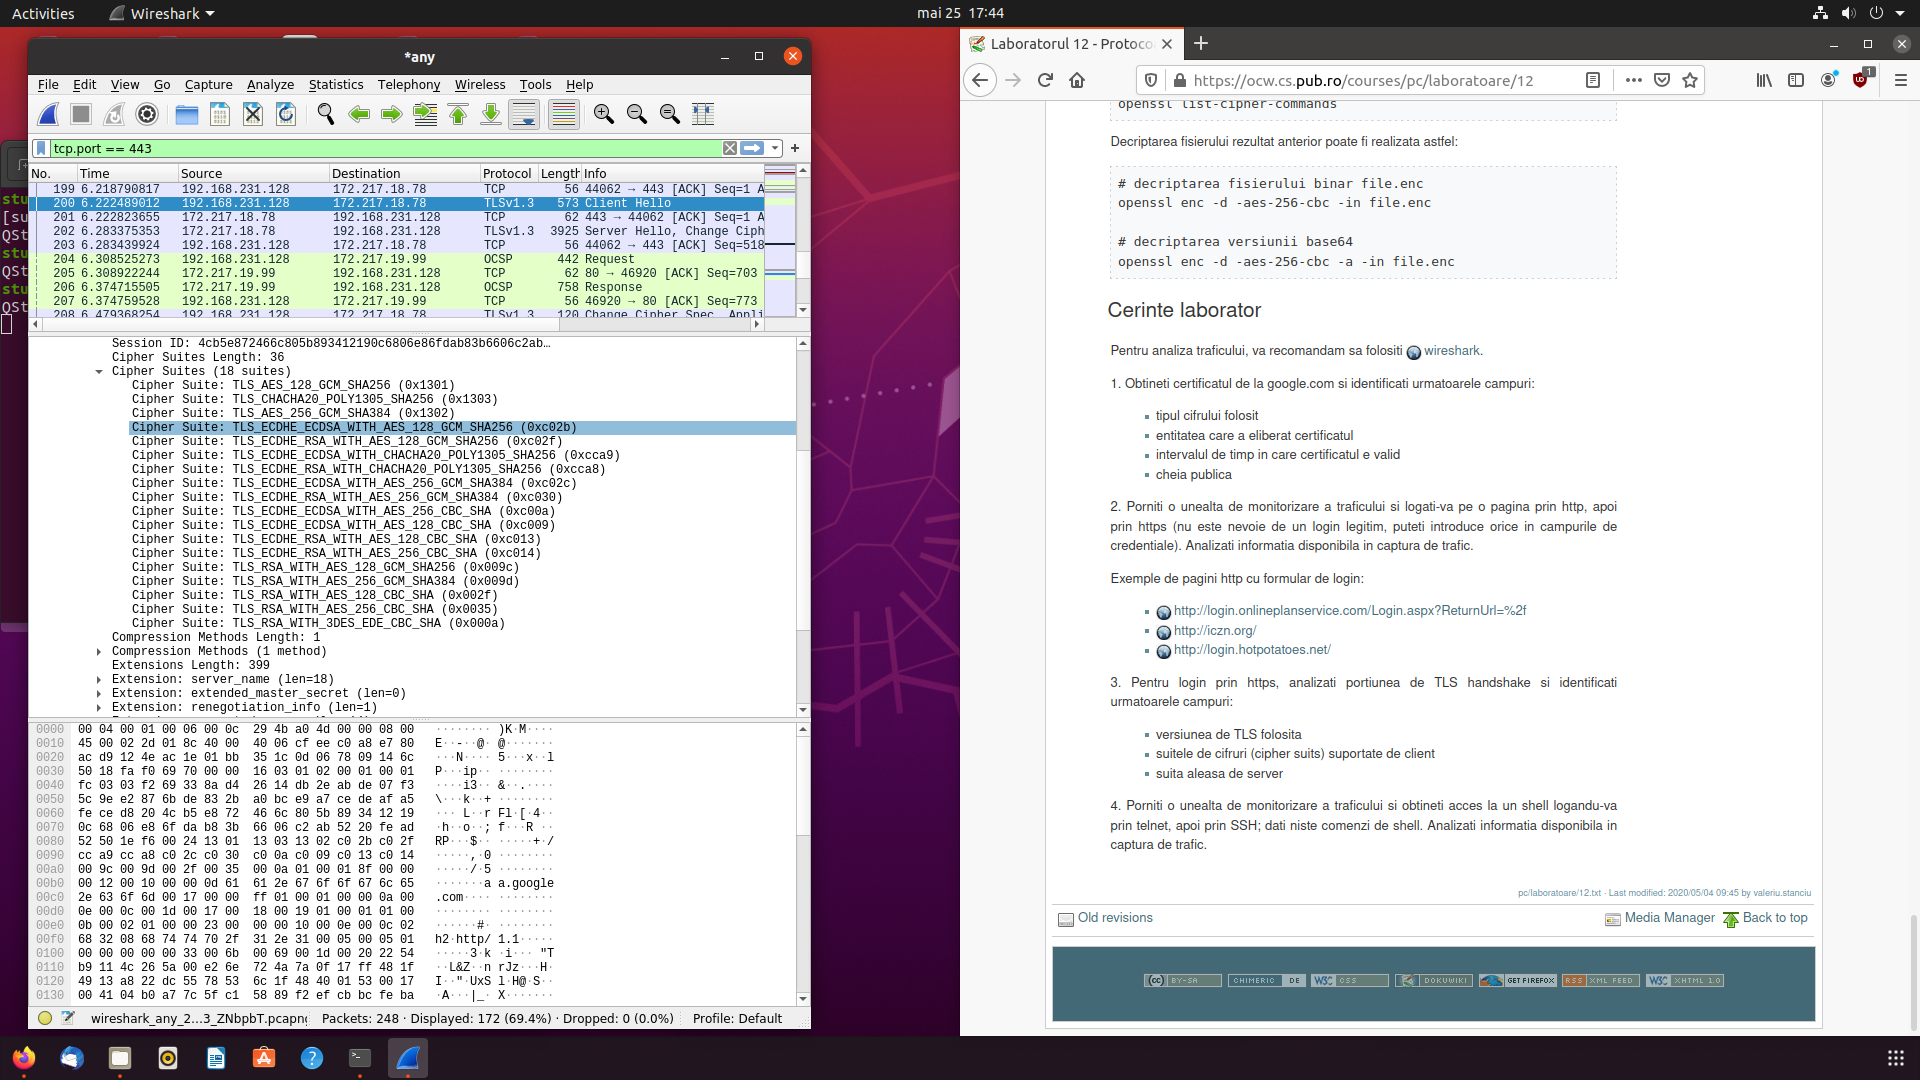 Activities
Wireshark
mai 25 17:44
*any
File Edit View Go Capture Analyze Statistics Telephony Wireless Tools Help
tcp.port == 443
No. Time Source Destination Protocol Length Info
199 6.218790817 192.168.231.128 172.217.18.78 TCP 56 44062 → 443 [ACK] Seq=1 A
200 6.222489012 192.168.231.128 172.217.18.78 TLSv1.3 573 Client Hello
201 6.222823655 172.217.18.78 192.168.231.128 TCP 62 443 → 44062 [ACK] Seq=1 A
202 6.283375353 172.217.18.78 192.168.231.128 TLSv1.3 3925 Server Hello, Change Ciph
203 6.283439924 192.168.231.128 172.217.18.78 TCP 56 44062 → 443 [ACK] Seq=518
204 6.308525273 192.168.231.128 172.217.19.99 OCSP 442 Request
205 6.308922244 172.217.19.99 192.168.231.128 TCP 62 80 → 46920 [ACK] Seq=703
206 6.374715505 172.217.19.99 192.168.231.128 OCSP 758 Response
207 6.374759528 192.168.231.128 172.217.19.99 TCP 56 46920 → 80 [ACK] Seq=773
208 6.479368254 192.168.231.128 172.217.18.78 TLSv1.3 120 Change Cipher Spec, Appli
Session ID: 4cb5e872466c805b893412190c6806e86fdab83b6606c2ab…
Cipher Suites Length: 36
Cipher Suites (18 suites)
Cipher Suite: TLS_AES_128_GCM_SHA256 (0x1301)
Cipher Suite: TLS_CHACHA20_POLY1305_SHA256 (0x1303)
Cipher Suite: TLS_AES_256_GCM_SHA384 (0x1302)
Cipher Suite: TLS_ECDHE_ECDSA_WITH_AES_128_GCM_SHA256 (0xc02b)
Cipher Suite: TLS_ECDHE_RSA_WITH_AES_128_GCM_SHA256 (0xc02f)
Cipher Suite: TLS_ECDHE_ECDSA_WITH_CHACHA20_POLY1305_SHA256 (0xcca9)
Cipher Suite: TLS_ECDHE_RSA_WITH_CHACHA20_POLY1305_SHA256 (0xcca8)
Cipher Suite: TLS_ECDHE_ECDSA_WITH_AES_256_GCM_SHA384 (0xc02c)
Cipher Suite: TLS_ECDHE_RSA_WITH_AES_256_GCM_SHA384 (0xc030)
Cipher Suite: TLS_ECDHE_ECDSA_WITH_AES_256_CBC_SHA (0xc00a)
Cipher Suite: TLS_ECDHE_ECDSA_WITH_AES_128_CBC_SHA (0xc009)
Cipher Suite: TLS_ECDHE_RSA_WITH_AES_128_CBC_SHA (0xc013)
Cipher Suite: TLS_ECDHE_RSA_WITH_AES_256_CBC_SHA (0xc014)
Cipher Suite: TLS_RSA_WITH_AES_128_GCM_SHA256 (0x009c)
Cipher Suite: TLS_RSA_WITH_AES_256_GCM_SHA384 (0x009d)
Cipher Suite: TLS_RSA_WITH_AES_128_CBC_SHA (0x002f)
Cipher Suite: TLS_RSA_WITH_AES_256_CBC_SHA (0x0035)
Cipher Suite: TLS_RSA_WITH_3DES_EDE_CBC_SHA (0x000a)
Compression Methods Length: 1
Compression Methods (1 method)
Extensions Length: 399
Extension: server_name (len=18)
Extension: extended_master_secret (len=0)
Extension: renegotiation_info (len=1)
0000 00 04 00 01 00 06 00 0c 29 4b a0 4d 00 00 08 00 ········ )K·M····
0010 45 00 02 2d 01 8c 40 00 40 06 cf ee c0 a8 e7 80 E··-··@· @·······
0020 ac d9 12 4e ac 1e 01 bb 35 1c 0d 06 78 09 14 6c ···N···· 5···x··l
0030 50 18 fa f0 69 70 00 00 16 03 01 02 00 01 00 01 P···ip·· ········
0040 fc 03 03 f2 69 33 8a d4 26 14 db 2e ab de 07 f3 ····i3·· &··.····
0050 5c 9e e2 87 6b de 83 2b a0 bc e9 a7 ce de af a5 \···k··+ ········
0060 fe ce d8 20 4c b5 e8 72 46 6c 80 5b 89 34 12 19 ··· L··r Fl·[·4··
0070 0c 68 06 e8 6f da b8 3b 66 06 c2 ab 52 20 fe ad ·h··o··; f···R ··
0080 52 50 1e f6 00 24 13 01 13 03 13 02 c0 2b c0 2f RP···$·· ·····+·/
0090 cc a9 cc a8 c0 2c c0 30 c0 0a c0 09 c0 13 c0 14 ·····,·0 ········
00a0 00 9c 00 9d 00 2f 00 35 00 0a 01 00 01 8f 00 00 ·····/·5 ········
00b0 00 12 00 10 00 00 0d 61 61 2e 67 6f 6f 67 6c 65 ·······a a.google
00c0 2e 63 6f 6d 00 17 00 00 ff 01 00 01 00 00 0a 00 .com···· ········
00d0 0e 00 0c 00 1d 00 17 00 18 00 19 01 00 01 01 00 ········ ········
00e0 0b 00 02 01 00 00 23 00 00 00 10 00 0e 00 0c 02 ······#· ········
00f0 68 32 08 68 74 74 70 2f 31 2e 31 00 05 00 05 01 h2·http/ 1.1·····
0100 00 00 00 00 00 33 00 6b 00 69 00 1d 00 20 22 54 ·····3·k ·i··· "T
0110 b9 11 4c 26 5a 00 e2 6e 72 4a 7a 0f 17 ff 48 1f ··L&Z··n rJz···H·
0120 49 13 a8 22 dc 55 78 53 6c 1f 48 40 01 53 00 17 I··"·UxS l·H@·S··
0130 00 41 04 b0 a7 7c 5f c1 58 89 f2 ef cb bc fe ba ·A···|_· X·······
wireshark_any_2…3_ZNbpbT.pcapng
Packets: 248 · Displayed: 172 (69.4%) · Dropped: 0 (0.0%)
Profile: Default
Laboratorul 12 - Protoco
https://ocw.cs.pub.ro/courses/pc/laboratoare/12
1
openssl list-cipher-commands
Decriptarea fisierului rezultat anterior poate fi realizata astfel:
# decriptarea fisierului binar file.enc
openssl enc -d -aes-256-cbc -in file.enc
# decriptarea versiunii base64
openssl enc -d -aes-256-cbc -a -in file.enc
Cerinte laborator
Pentru analiza traficului, va recomandam sa folositi wireshark.
1. Obtineti certificatul de la google.com si identificati urmatoarele campuri:
tipul cifrului folosit
entitatea care a eliberat certificatul
intervalul de timp in care certificatul e valid
cheia publica
2. Porniti o unealta de monitorizare a traficului si logati-va pe o pagina prin http, apoi
prin https (nu este nevoie de un login legitim, puteti introduce orice in campurile de
credentiale). Analizati informatia disponibila in captura de trafic.
Exemple de pagini http cu formular de login:
http://login.onlineplanservice.com/Login.aspx?ReturnUrl=%2f
http://iczn.org/
http://login.hotpotatoes.net/
3. Pentru login prin https, analizati portiunea de TLS handshake si identificati
urmatoarele campuri:
versiunea de TLS folosita
suitele de cifruri (cipher suits) suportate de client
suita aleasa de server
4. Porniti o unealta de monitorizare a traficului si obtineti acces la un shell logandu-va
prin telnet, apoi prin SSH; dati niste comenzi de shell. Analizati informatia disponibila in
captura de trafic.
pc/laboratoare/12.txt · Last modified: 2020/05/04 09:45 by valeriu.stanciu
Old revisions
Media Manager Back to top
CC BY-SA
CHIMERIC DE
W3C CSS
DOKUWIKI
GET FIREFOX
RSS XML FEED
W3C XHTML 1.0
stu
[su
QSt
stu
QSt
stu
QSt